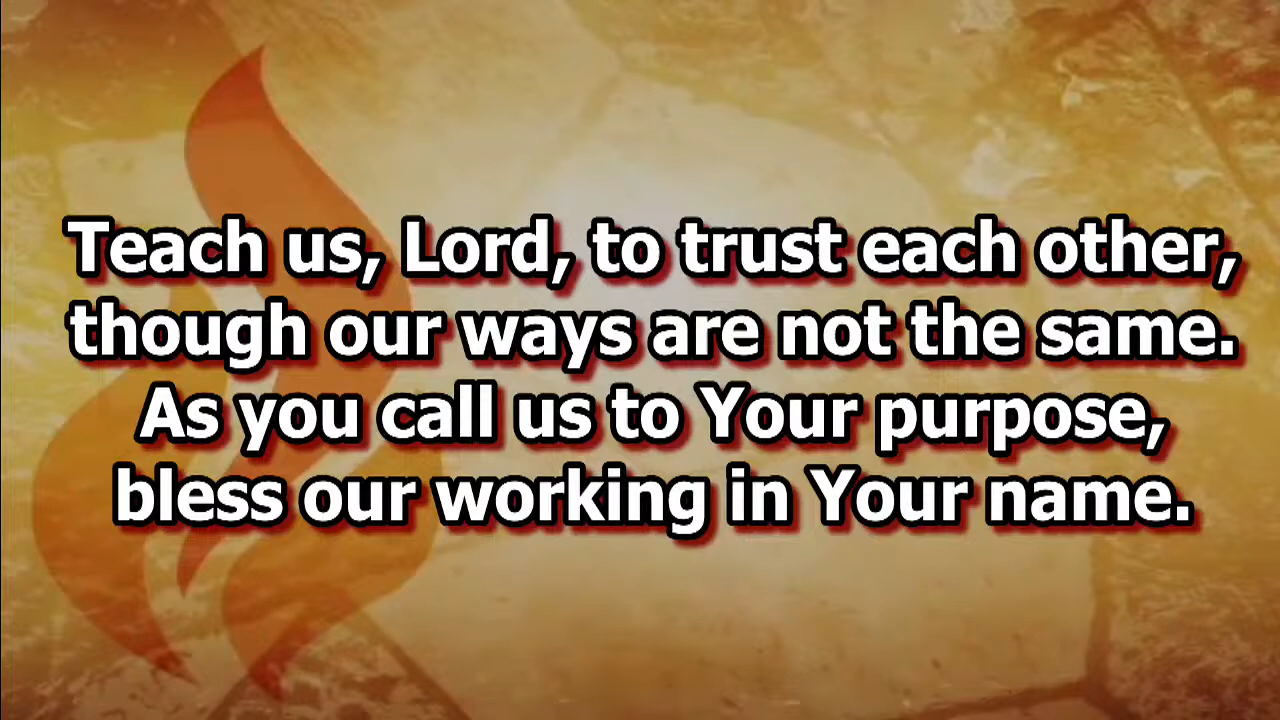 Teach us, Lord, to trust each other,
though our ways are not the same.
As you call us to Your purpose,
bless our working in Your name.